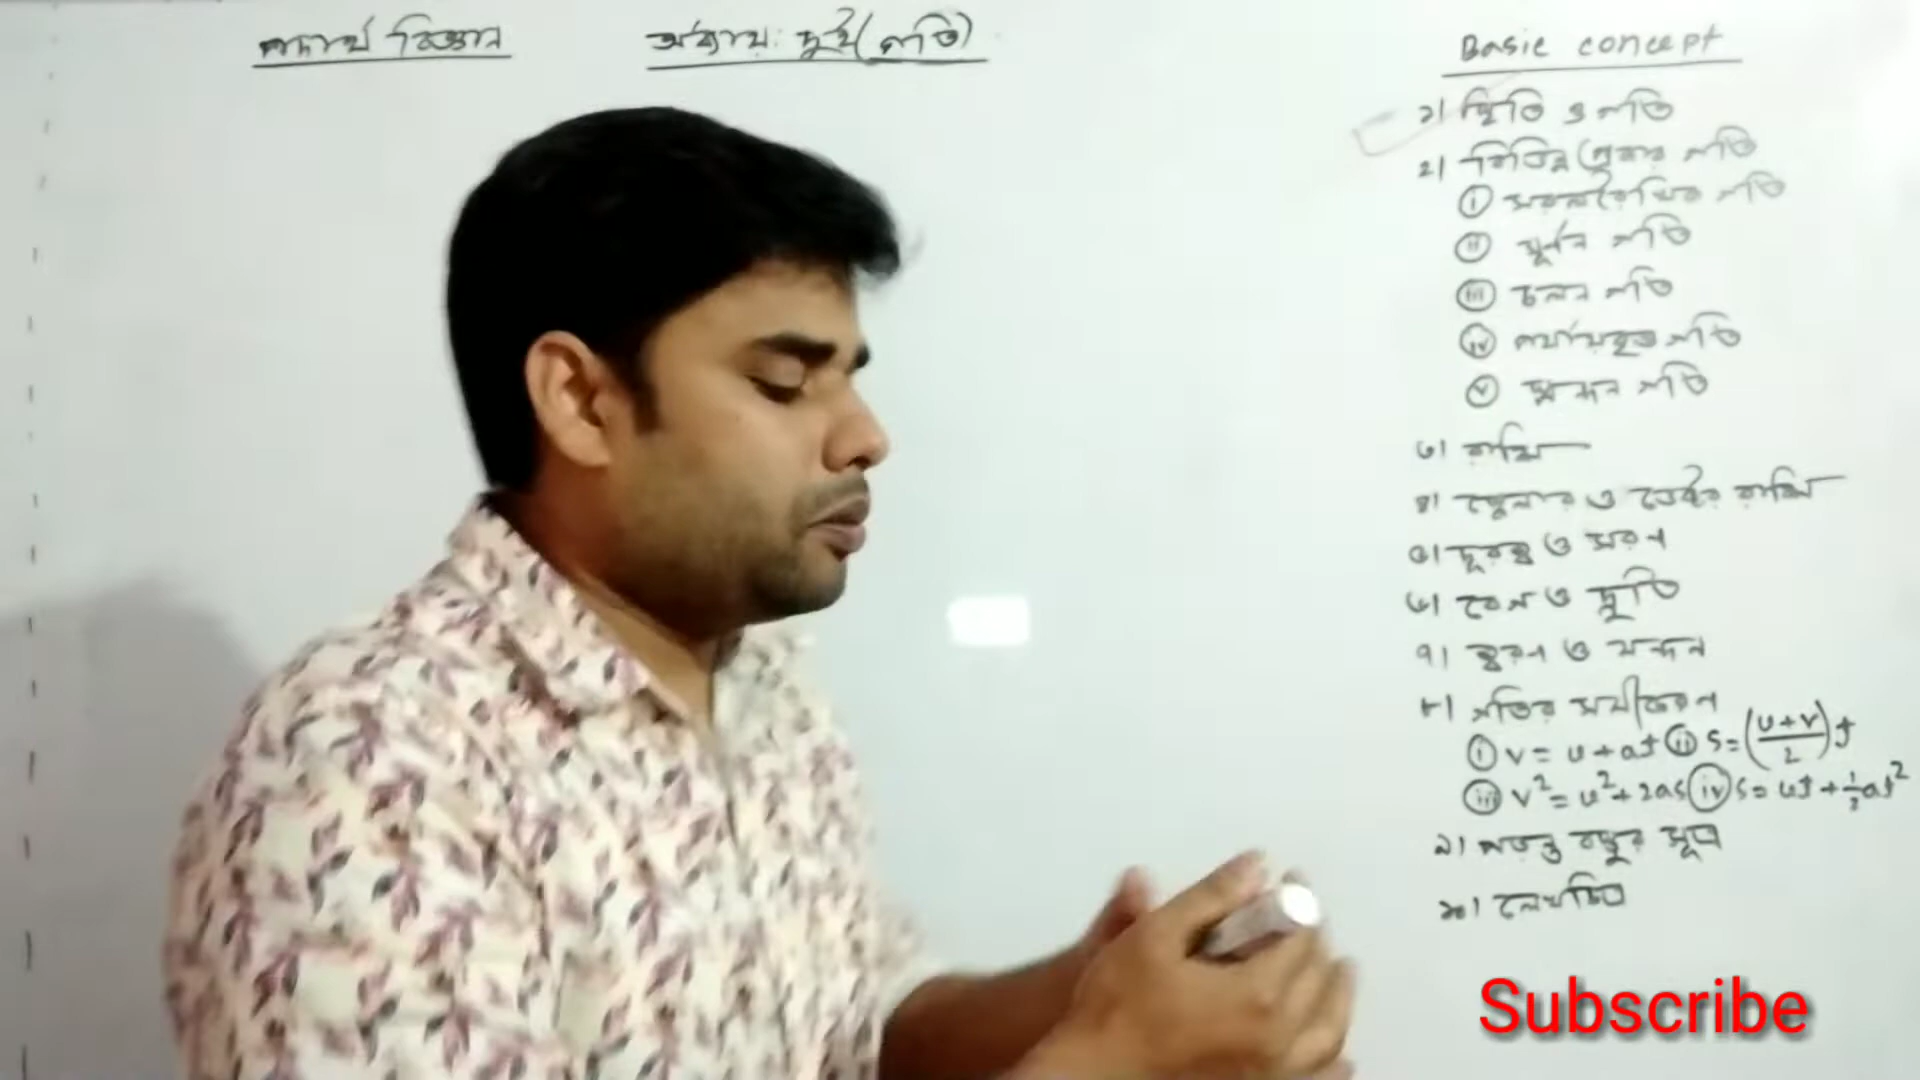 পদার্থ বিজ্ঞান
অধ্যায়: দুই (গতি)
Basic concept
১। স্থিতি ও গতি
২। বিভিন্ন প্রকার গতি
(i) সরলরৈখিক গতি
(ii) ঘূর্ণন গতি
(iii) চলন গতি
(iv) পর্যায়বৃত্ত গতি
(v) স্পন্দন গতি
৩। রাশি
৪। স্কেলার ও ভেক্টর রাশি
৫। দূরত্ব ও সরণ
৬। বেগ ও দ্রুতি
৭। ত্বরণ ও মন্দন
৮। গতির সমীকরণ
(i) v = u + at (ii) s = (u+v/2)t
(iii) v² = u² + 2as (iv) s = ut + ½at²
৯। পড়ন্ত বস্তুর সূত্র
১০। লেখচিত্র
Subscribe